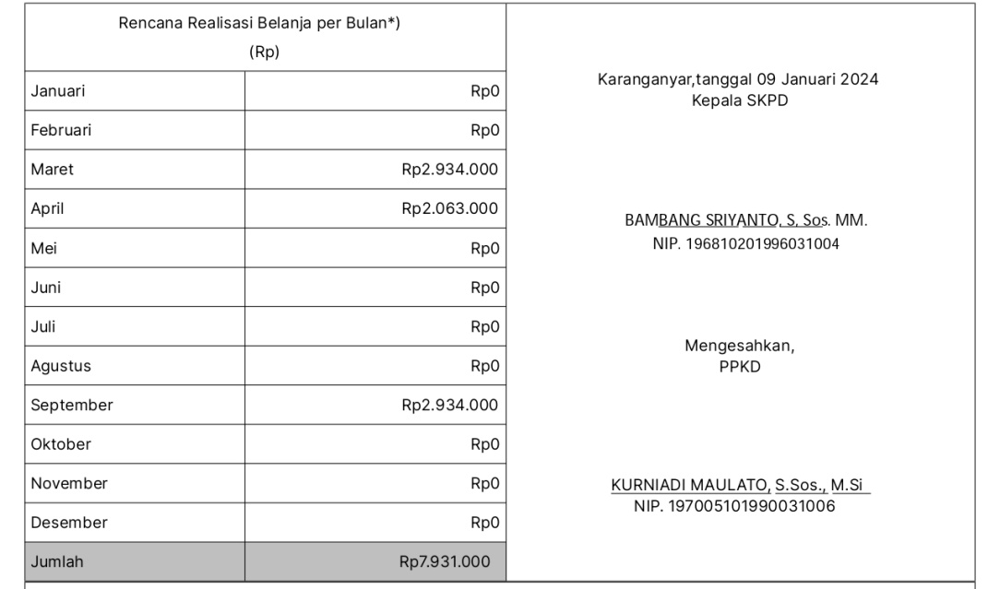 Rencana Realisasi Belanja per Bulan*)
(Rp)
Januari Rp0
Februari Rp0
Maret Rp2.934.000
April Rp2.063.000
Mei Rp0
Juni Rp0
Juli Rp0
Agustus Rp0
September Rp2.934.000
Oktober Rp0
November Rp0
Desember Rp0
Jumlah Rp7.931.000
Karanganyar,tanggal 09 Januari 2024
Kepala SKPD
BAMBANG SRIYANTO, S, Sos. MM.
NIP. 196810201996031004
Mengesahkan,
PPKD
KURNIADI MAULATO, S.Sos., M.Si
NIP. 197005101990031006